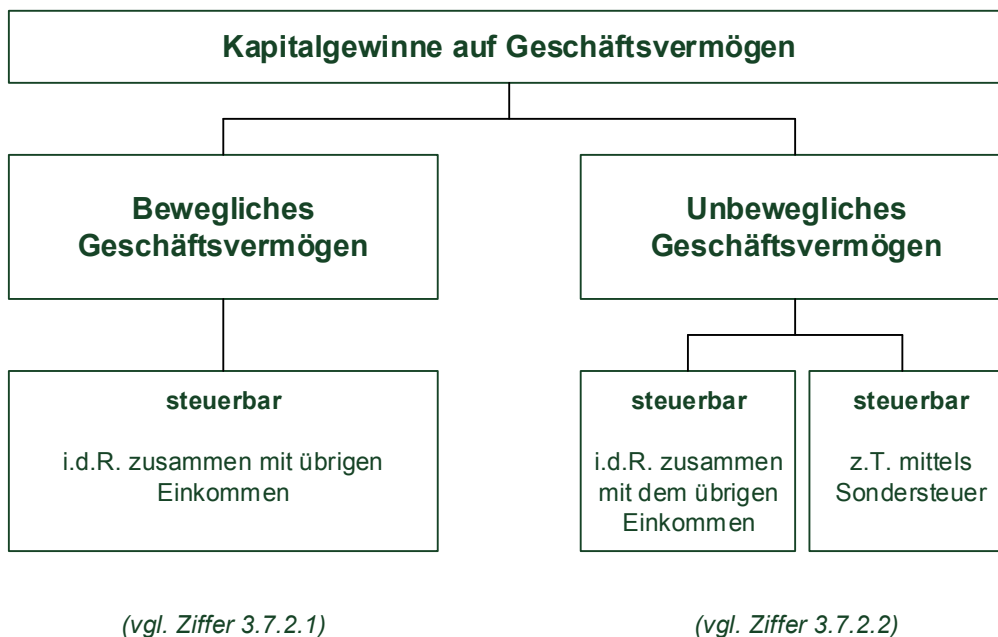 Kapitalgewinne auf Geschäftsvermögen
Bewegliches
Geschäftsvermögen
Unbewegliches
Geschäftsvermögen
steuerbar
i.d.R. zusammen mit übrigen
Einkommen
steuerbar
i.d.R. zusammen
mit dem übrigen
Einkommen
steuerbar
z.T. mittels
Sondersteuer
(vgl. Ziffer 3.7.2.1)
(vgl. Ziffer 3.7.2.2)